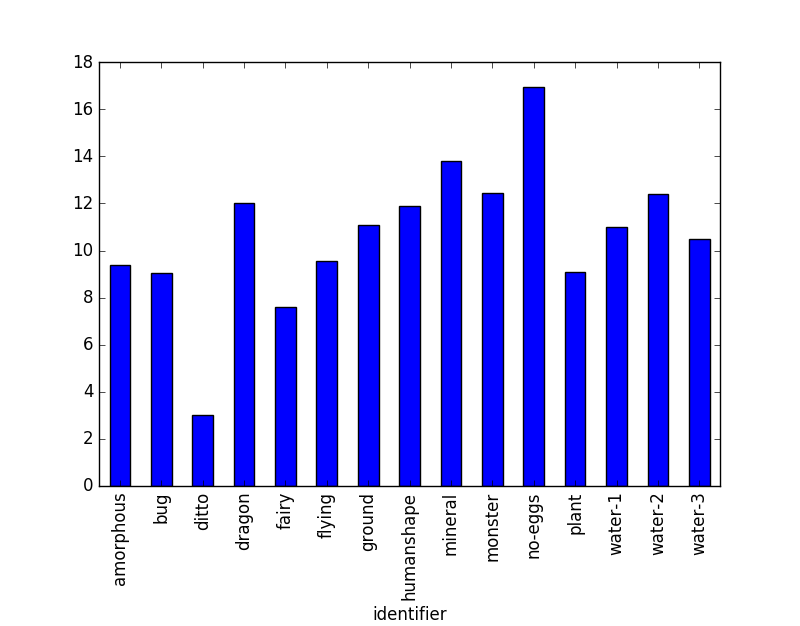 18
16
14
12
10
8
6
4
2
0
amorphous
bug
ditto
dragon
fairy
flying
ground
humanshape
mineral
monster
no-eggs
plant
water-1
water-2
water-3
identifier